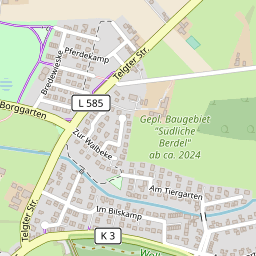 Pferdekamp
Bredeweske
Telgter Str.
L 585
Borggarten
Zur Walbeke
Gepl. Baugebiet
"Südliche
Berdel"
ab ca. 2024
Am Tiergarten
Telgter Str.
Im Bilskamp
K 3